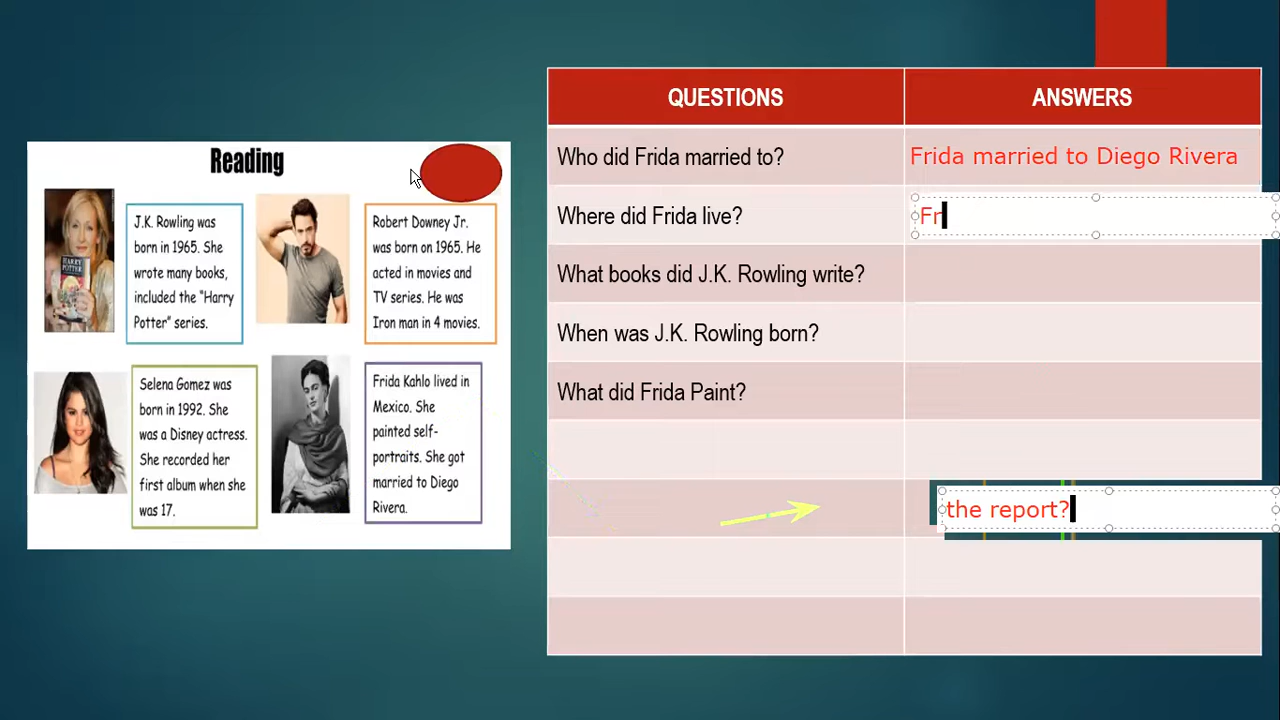 Reading
J.K. Rowling was
born in 1965. She
wrote many books,
included the “Harry
Potter” series.
Robert Downey Jr.
was born on 1965. He
acted in movies and
TV series. He was
Iron man in 4 movies.
Selena Gomez was
born in 1992. She
was a Disney actress.
She recorded her
first album when she
was 17.
Frida Kahlo lived in
Mexico. She
painted self-
portraits. She got
married to Diego
Rivera.
QUESTIONS
ANSWERS
Who did Frida married to?
Frida married to Diego Rivera
Where did Frida live?
Fr
What books did J.K. Rowling write?
When was J.K. Rowling born?
What did Frida Paint?
the report?
HARRY
POTTER